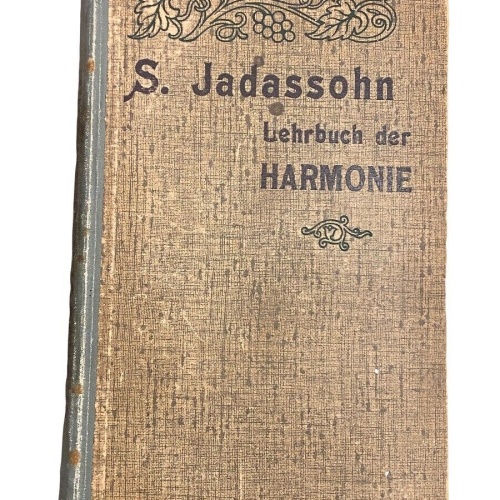 S. Jadassohn
Lehrbuch der
HARMONIE